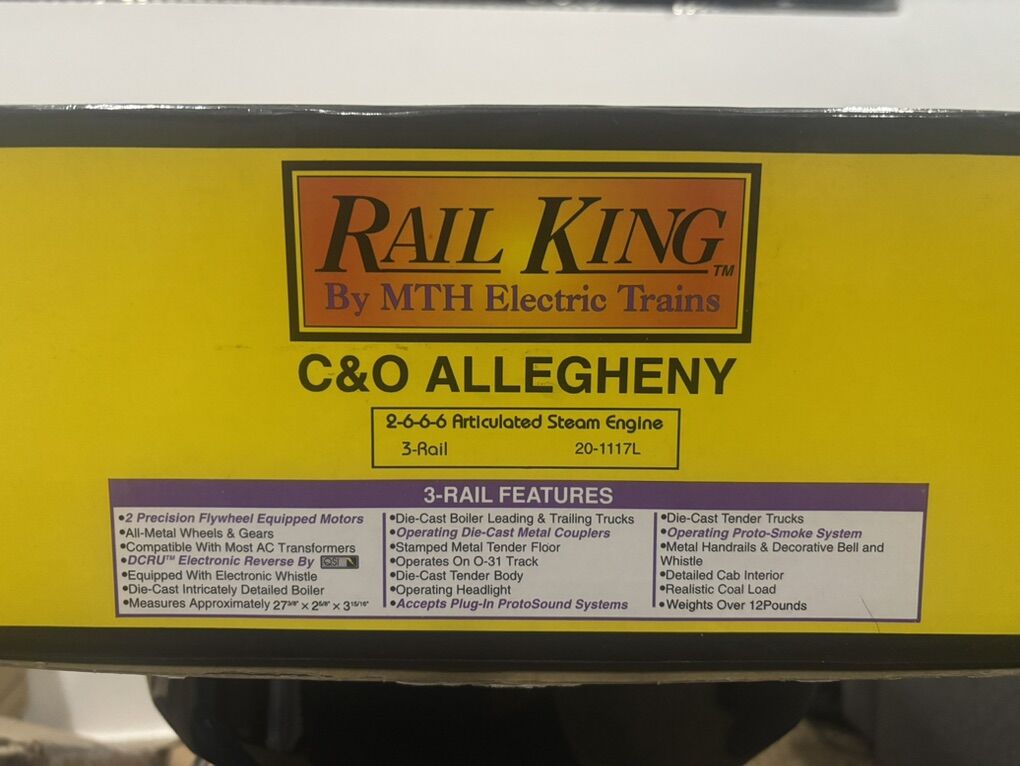 RAIL KING™
By MTH Electric Trains
C&O ALLEGHENY
2-6-6-6 Articulated Steam Engine
3-Rail 20-1117L
3-RAIL FEATURES
•2 Precision Flywheel Equipped Motors
•All-Metal Wheels & Gears
•Compatible With Most AC Transformers
•DCRU™ Electronic Reverse By QSI
•Equipped With Electronic Whistle
•Die-Cast Intricately Detailed Boiler
•Measures Approximately 27 3/8" × 2 5/8" × 3 15/16"
•Die-Cast Boiler Leading & Trailing Trucks
•Operating Die-Cast Metal Couplers
•Stamped Metal Tender Floor
•Operates On O-31 Track
•Die-Cast Tender Body
•Operating Headlight
•Accepts Plug-In ProtoSound Systems
•Die-Cast Tender Trucks
•Operating Proto-Smoke System
•Metal Handrails & Decorative Bell and
Whistle
•Detailed Cab Interior
•Realistic Coal Load
•Weights Over 12Pounds